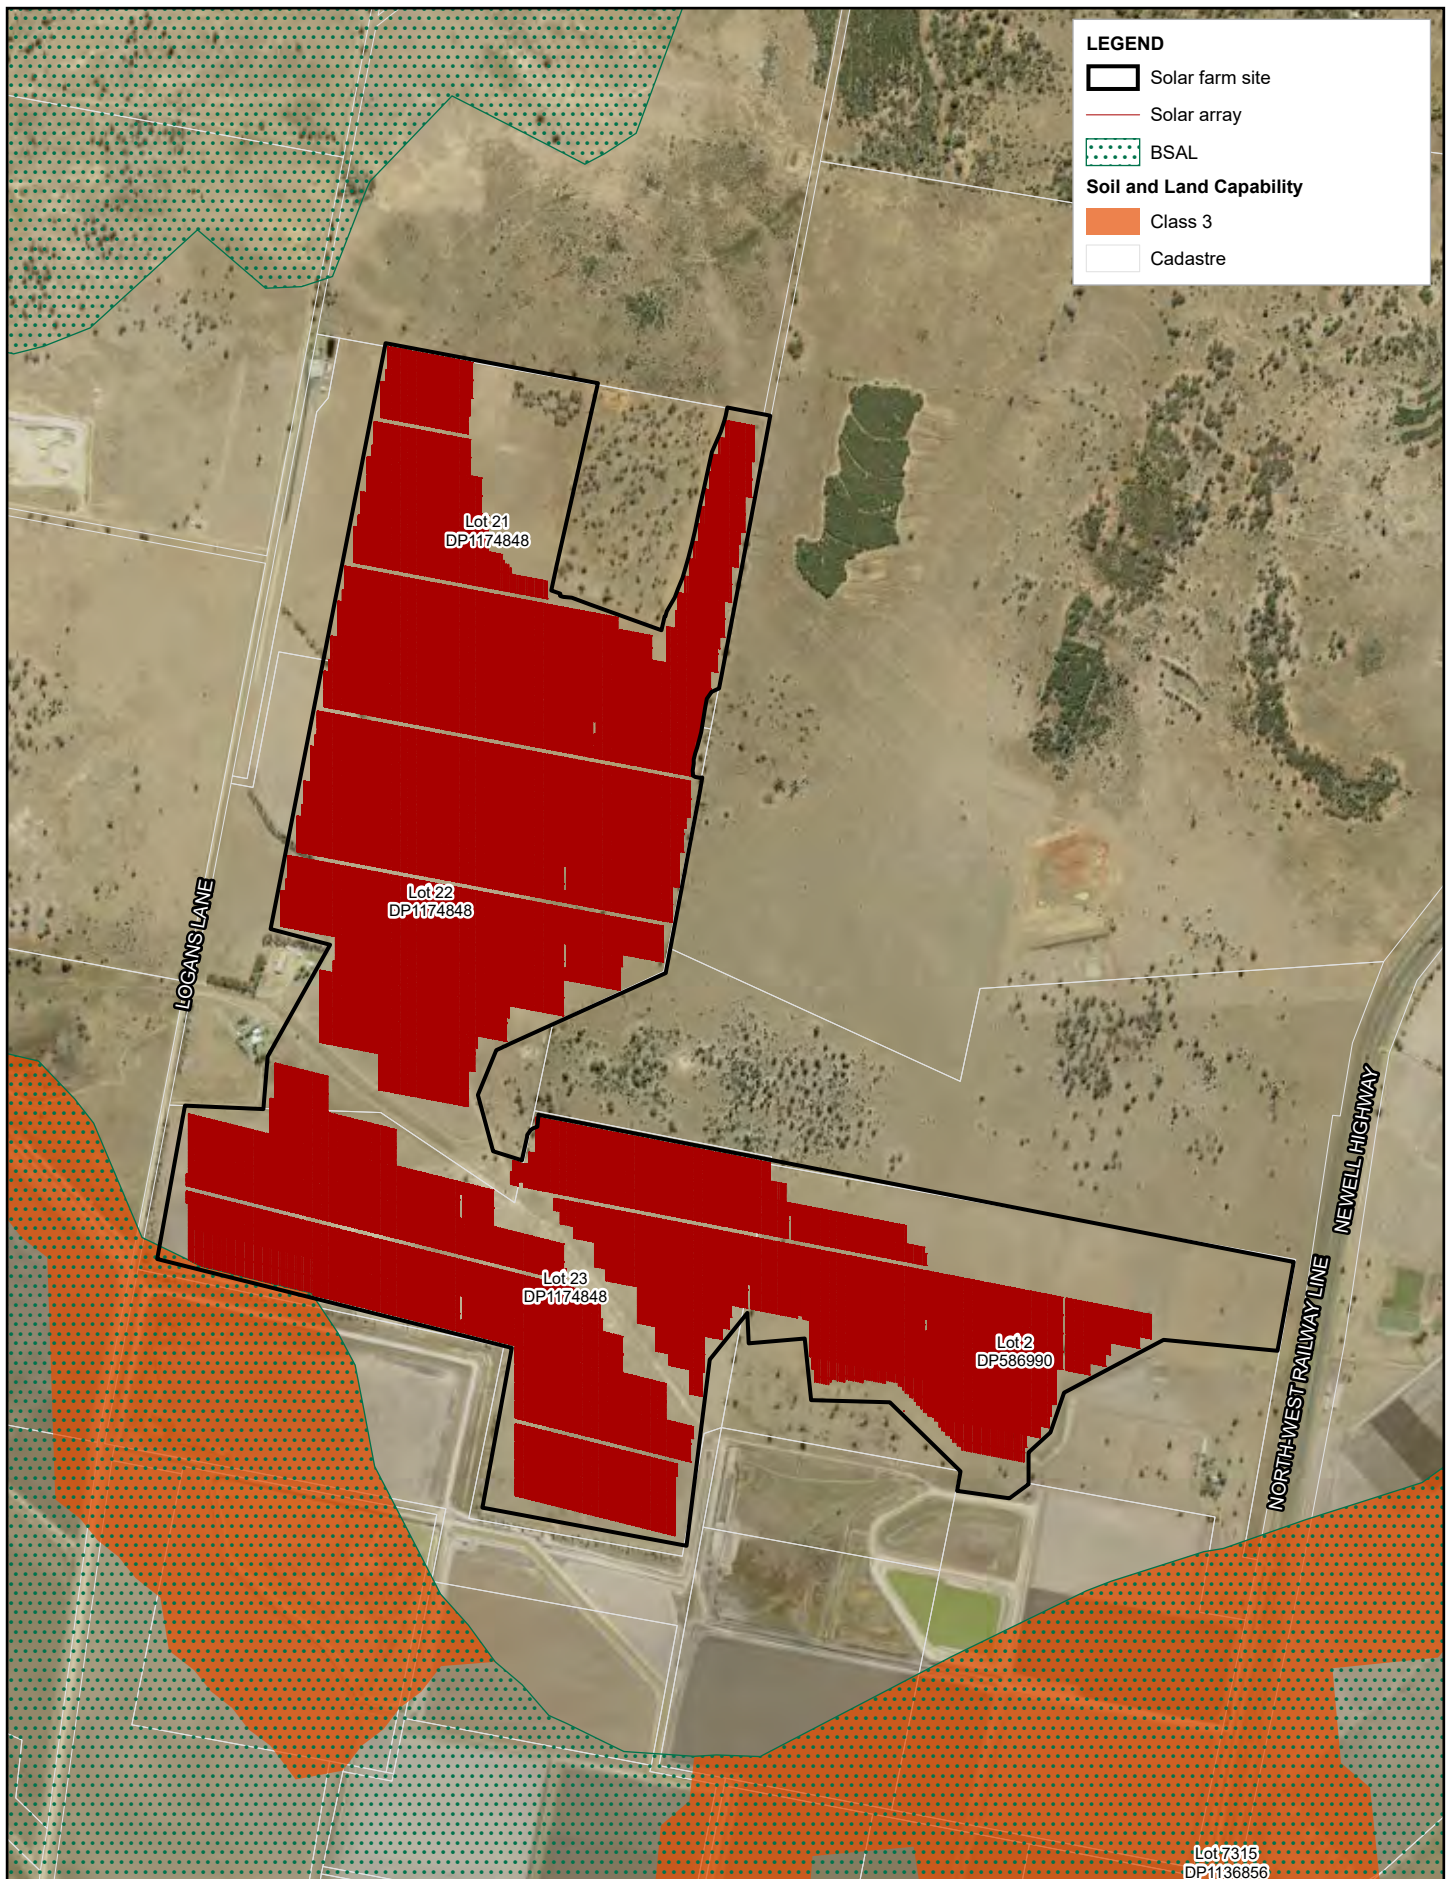 LEGEND
Solar farm site
Solar array
BSAL
Soil and Land Capability
Class 3
Cadastre
Lot 21
DP1174848
Lot 22
DP1174848
LOGANS LANE
NEWELL HIGHWAY
Lot 23
DP1174848
Lot 2
DP586990
NORTH-WEST RAILWAY LINE
Lot 7315
DP1136856